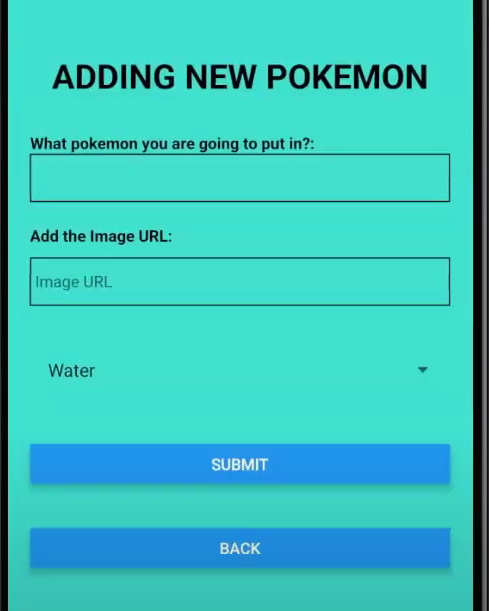 ADDING NEW POKEMON
What pokemon you are going to put in?:
Add the Image URL:
Image URL
Water
SUBMIT
BACK